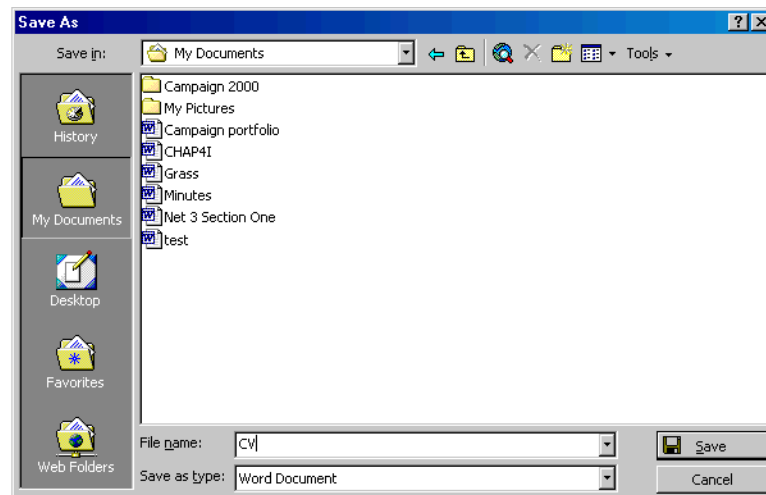 Save As
Save in: My Documents Tools
History
My Documents
Desktop
Favorites
Web Folders
Campaign 2000
My Pictures
Campaign portfolio
CHAP4I
Grass
Minutes
Net 3 Section One
test
File name: CV Save
Save as type: Word Document Cancel